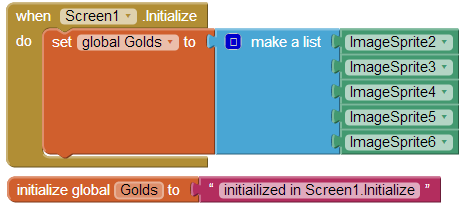 when Screen1 .Initialize
do set global Golds to make a list ImageSprite2
ImageSprite3
ImageSprite4
ImageSprite5
ImageSprite6
initialize global Golds to " initiailized in Screen1.Initialize "